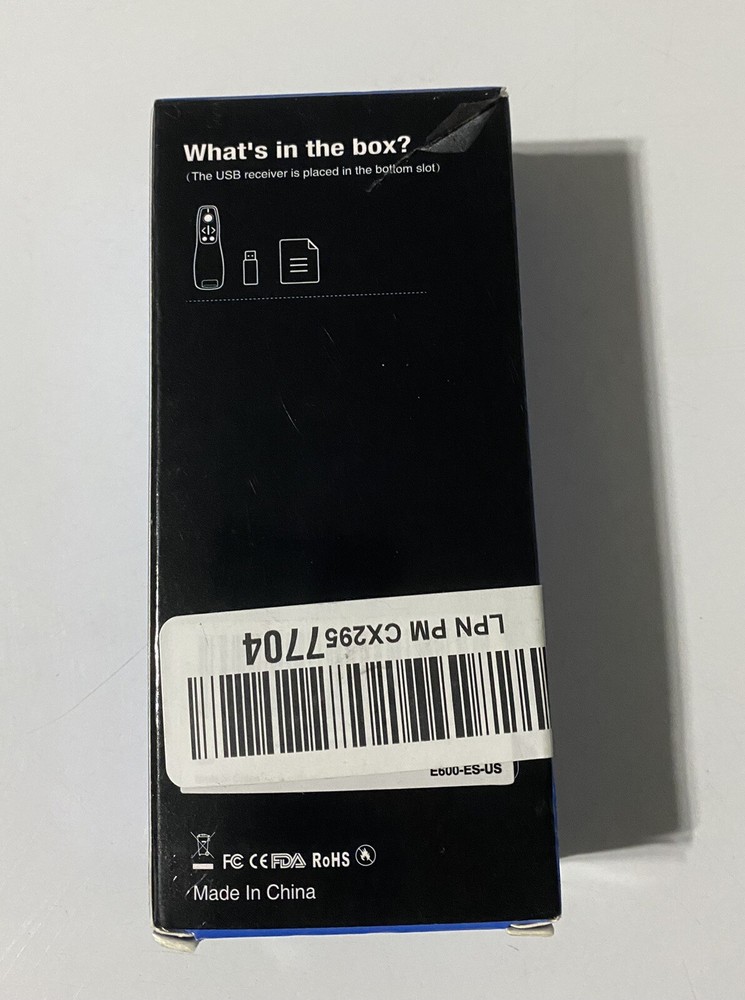 What's in the box?
(The USB receiver is placed in the bottom slot)
LPN PM CX2957704
E600-ES-US
FC CE FDA RoHS
Made In China